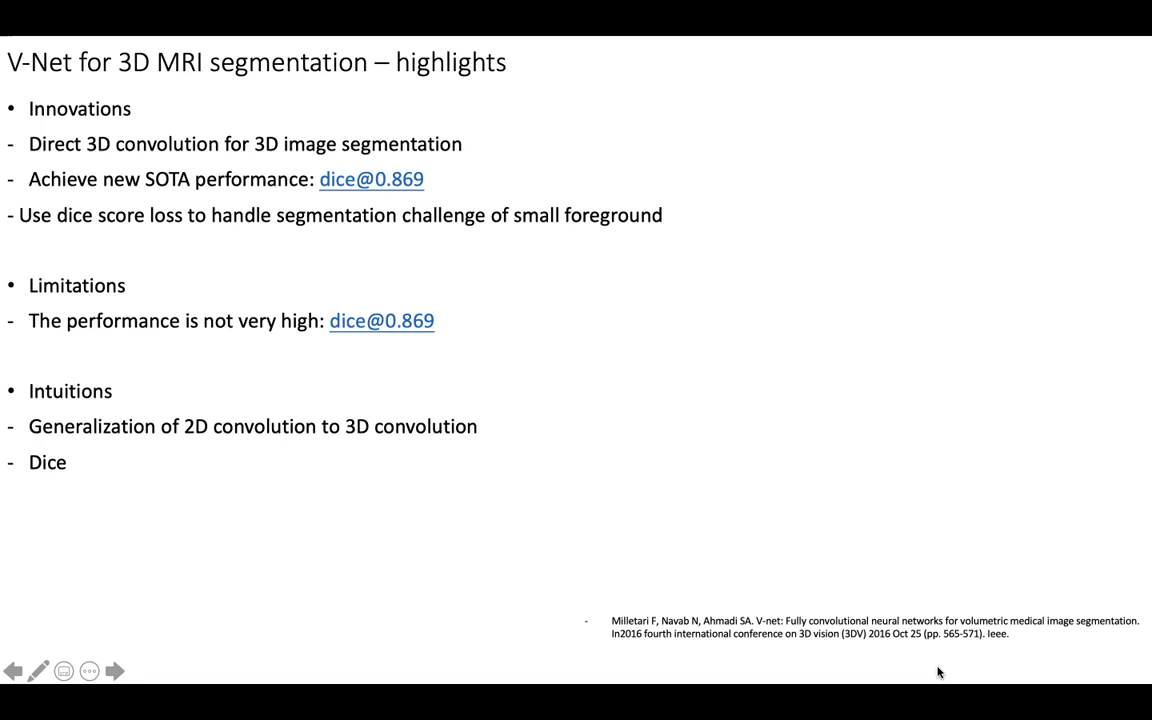 V-Net for 3D MRI segmentation – highlights
• Innovations
- Direct 3D convolution for 3D image segmentation
- Achieve new SOTA performance: dice@0.869
- Use dice score loss to handle segmentation challenge of small foreground
• Limitations
- The performance is not very high: dice@0.869
• Intuitions
- Generalization of 2D convolution to 3D convolution
- Dice
- Milletari F, Navab N, Ahmadi SA. V-net: Fully convolutional neural networks for volumetric medical image segmentation.
In2016 fourth international conference on 3D vision (3DV) 2016 Oct 25 (pp. 565-571). Ieee.